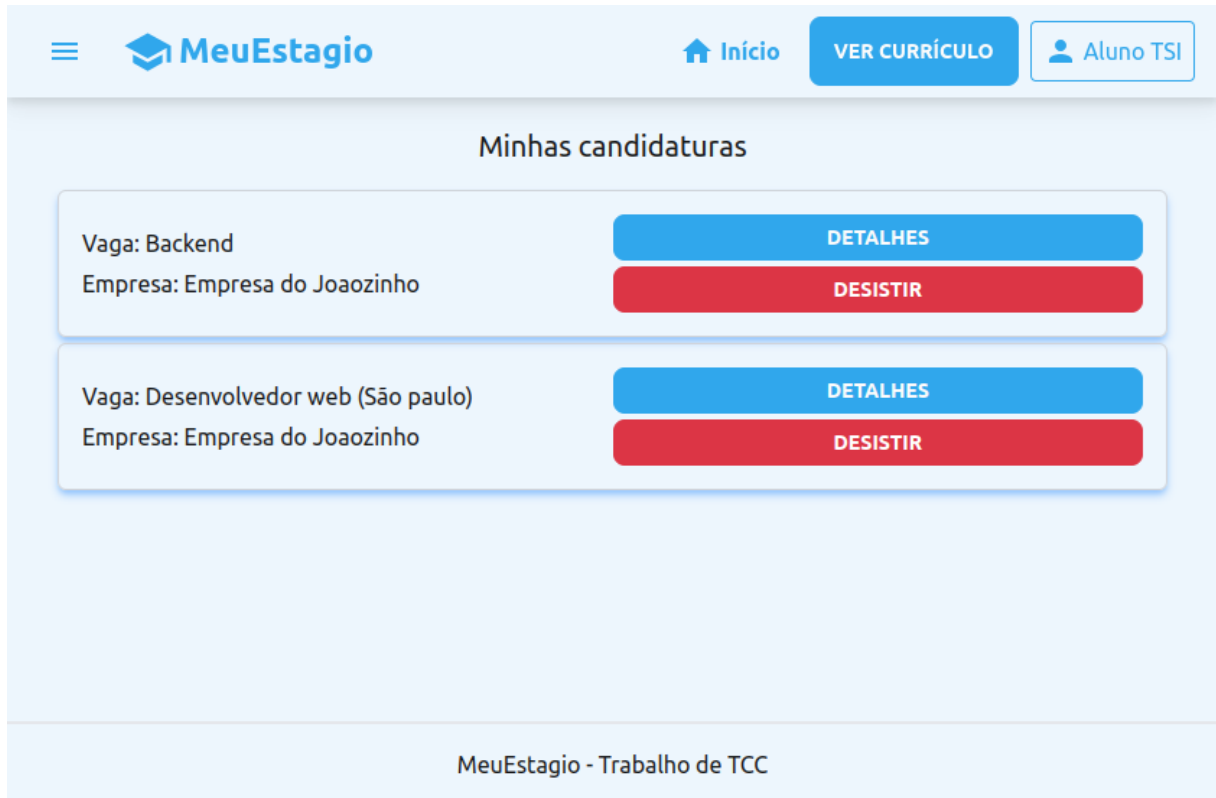 MeuEstagio Início VER CURRÍCULO Aluno TSI
Minhas candidaturas
Vaga: Backend
Empresa: Empresa do Joaozinho
DETALHES
DESISTIR
Vaga: Desenvolvedor web (São paulo)
Empresa: Empresa do Joaozinho
DETALHES
DESISTIR
MeuEstagio - Trabalho de TCC